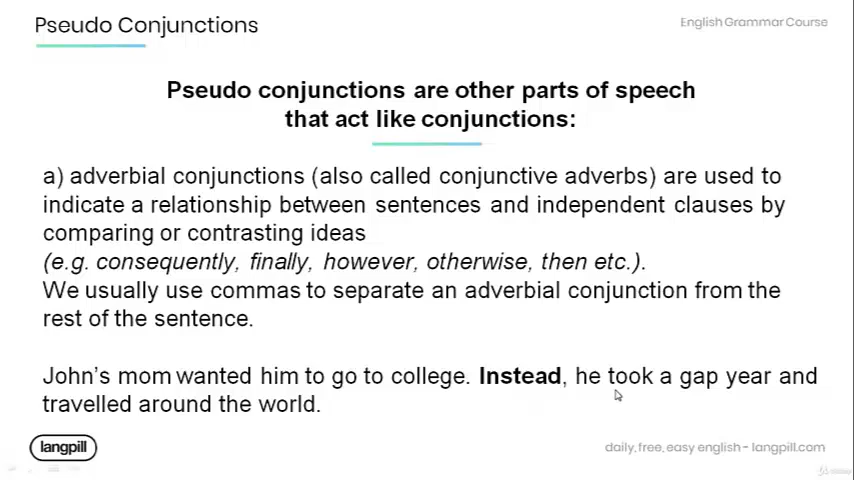 Pseudo Conjunctions
English Grammar Course
Pseudo conjunctions are other parts of speech
that act like conjunctions:
a) adverbial conjunctions (also called conjunctive adverbs) are used to
indicate a relationship between sentences and independent clauses by
comparing or contrasting ideas
(e.g. consequently, finally, however, otherwise, then etc.).
We usually use commas to separate an adverbial conjunction from the
rest of the sentence.
John's mom wanted him to go to college. Instead, he took a gap year and
travelled around the world.
langpill
daily, free, easy english - langpill.com